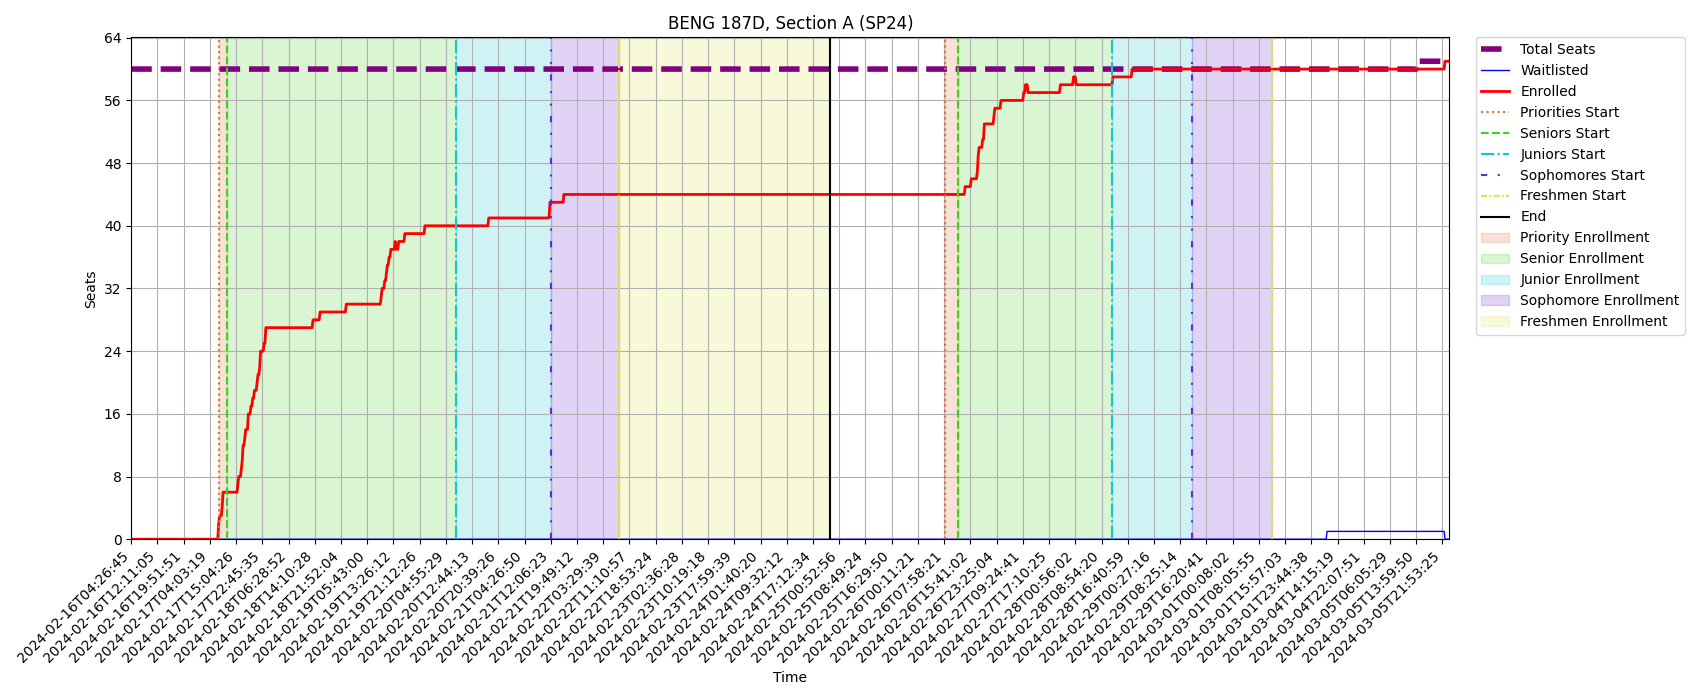 BENG 187D, Section A (SP24)
Seats
64
56
48
40
32
24
16
8
0
2024-02-16T04:26:45
2024-02-16T12:11:05
2024-02-16T19:51:51
2024-02-17T04:03:19
2024-02-17T15:04:26
2024-02-17T22:45:35
2024-02-18T06:28:52
2024-02-18T14:10:28
2024-02-18T21:52:04
2024-02-19T05:43:00
2024-02-19T13:26:12
2024-02-19T21:12:26
2024-02-20T04:55:29
2024-02-20T12:44:13
2024-02-20T20:39:26
2024-02-21T04:26:50
2024-02-21T12:06:23
2024-02-21T19:49:12
2024-02-22T03:29:39
2024-02-22T11:10:57
2024-02-22T18:53:24
2024-02-23T02:36:28
2024-02-23T10:19:18
2024-02-23T17:59:39
2024-02-24T01:40:20
2024-02-24T09:32:12
2024-02-24T17:12:34
2024-02-25T00:52:56
2024-02-25T08:49:24
2024-02-25T16:29:50
2024-02-26T00:11:21
2024-02-26T07:58:21
2024-02-26T15:41:02
2024-02-26T23:25:04
2024-02-27T09:24:41
2024-02-27T17:10:25
2024-02-28T00:56:02
2024-02-28T08:54:20
2024-02-28T16:40:59
2024-02-29T00:27:16
2024-02-29T08:25:14
2024-02-29T16:20:41
2024-03-01T00:08:02
2024-03-01T08:05:55
2024-03-01T15:57:03
2024-03-01T23:44:38
2024-03-04T14:15:19
2024-03-04T22:07:51
2024-03-05T06:05:29
2024-03-05T13:59:50
2024-03-05T21:53:25
Time
Total Seats
Waitlisted
Enrolled
Priorities Start
Seniors Start
Juniors Start
Sophomores Start
Freshmen Start
End
Priority Enrollment
Senior Enrollment
Junior Enrollment
Sophomore Enrollment
Freshmen Enrollment